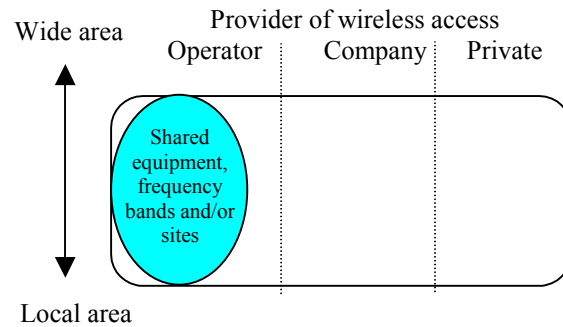 Provider of wireless access
Wide area
Operator Company Private
Shared
equipment,
frequency
bands and/or
sites
Local area